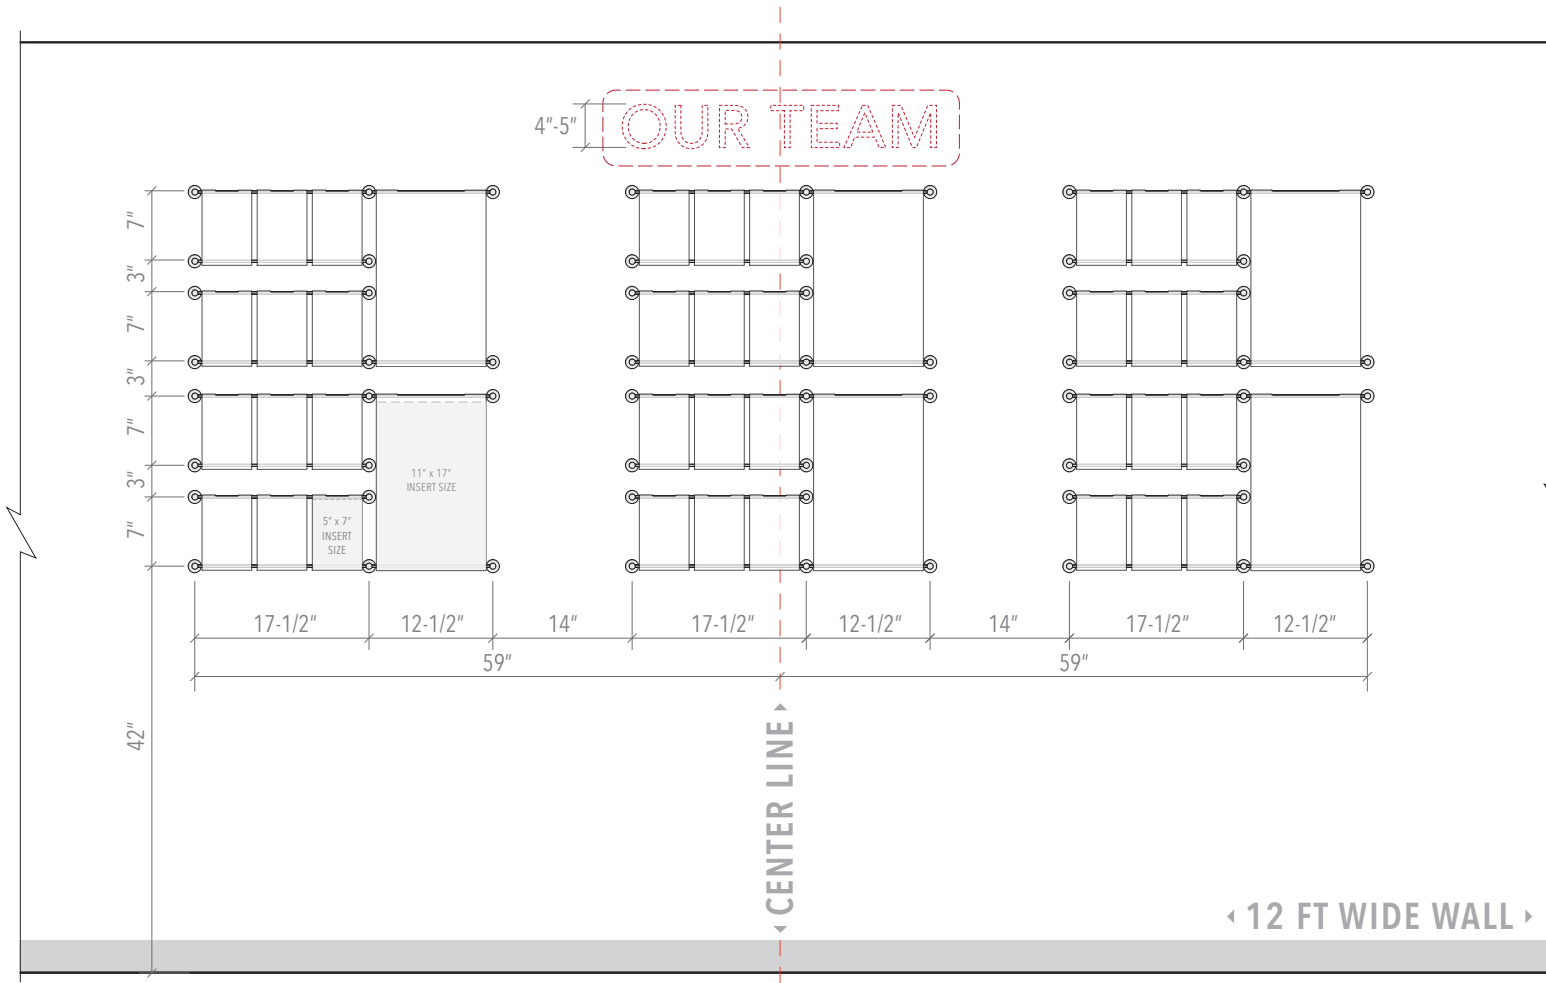 OUR TEAM
4"-5"
7"
3"
7"
3"
7"
3"
7"
11" x 17"
INSERT SIZE
5" x 7"
INSERT
SIZE
17-1/2"
12-1/2"
14"
17-1/2"
12-1/2"
14"
17-1/2"
12-1/2"
59"
59"
42"
CENTER LINE
12 FT WIDE WALL